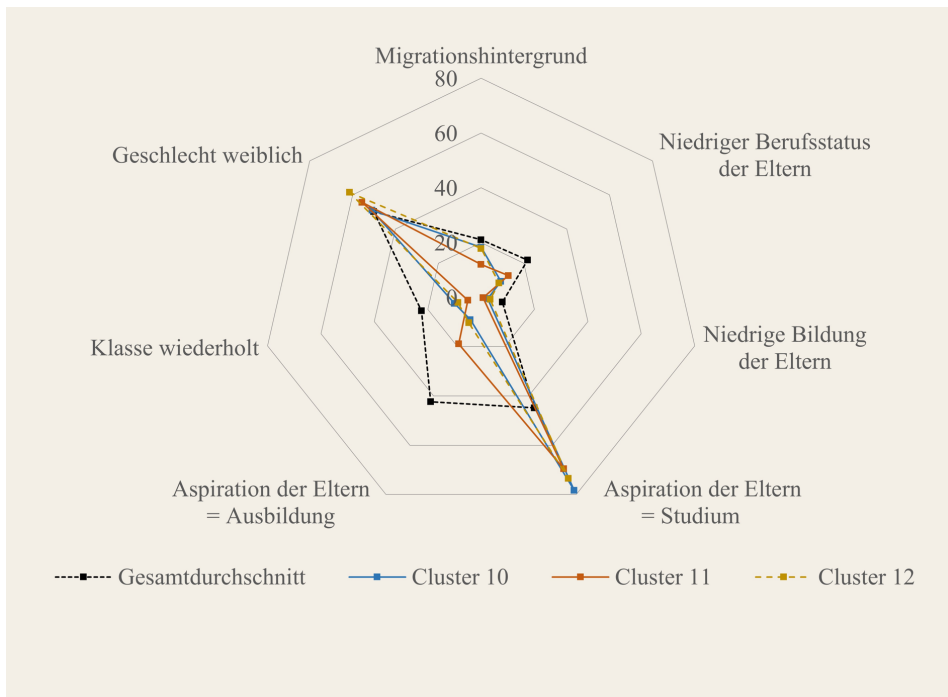 Migrationshintergrund
80
60
40
20
0
Geschlecht weiblich
Niedriger Berufsstatus
der Eltern
Klasse wiederholt
Niedrige Bildung
der Eltern
Aspiration der Eltern
= Ausbildung
Aspiration der Eltern
= Studium
Gesamtdurchschnitt
Cluster 10
Cluster 11
Cluster 12